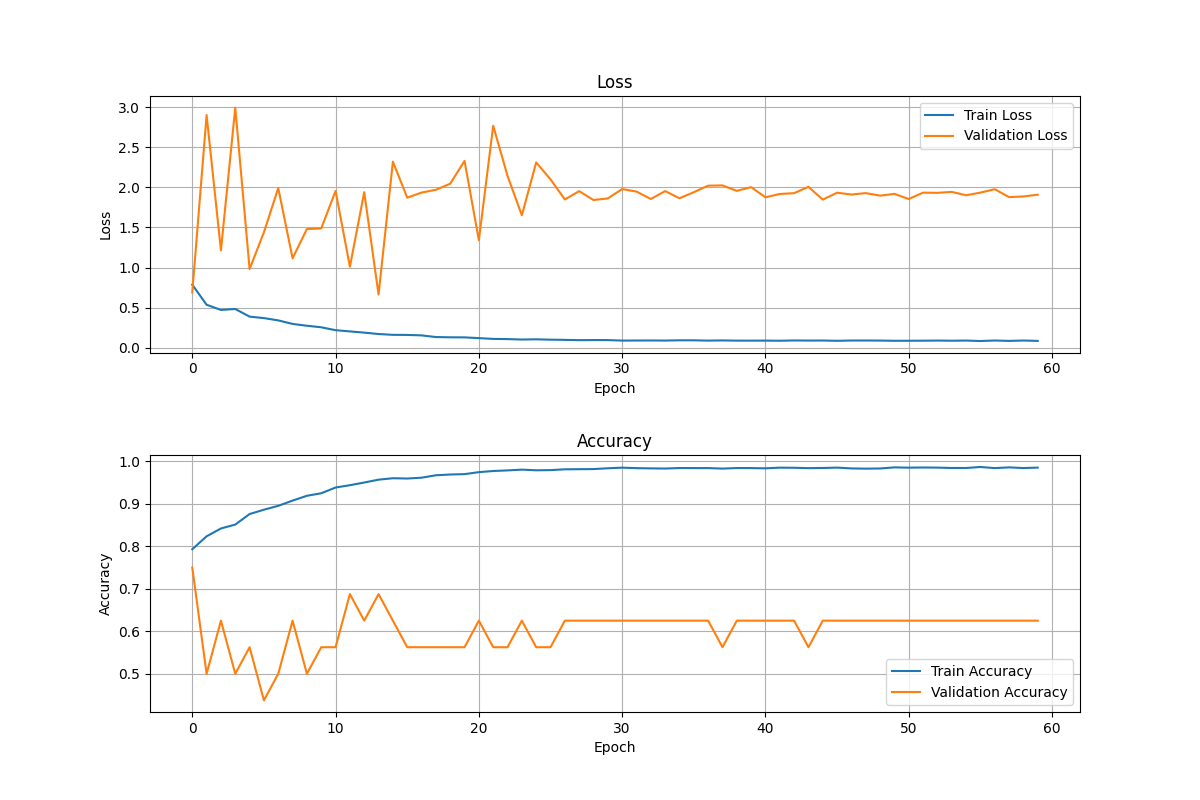 Loss
3.0
2.5
2.0
1.5
1.0
0.5
0.0
Loss
Train Loss
Validation Loss
0 10 20 30 40 50 60
Epoch
Accuracy
1.0
0.9
0.8
0.7
0.6
0.5
Accuracy
Train Accuracy
Validation Accuracy
0 10 20 30 40 50 60
Epoch